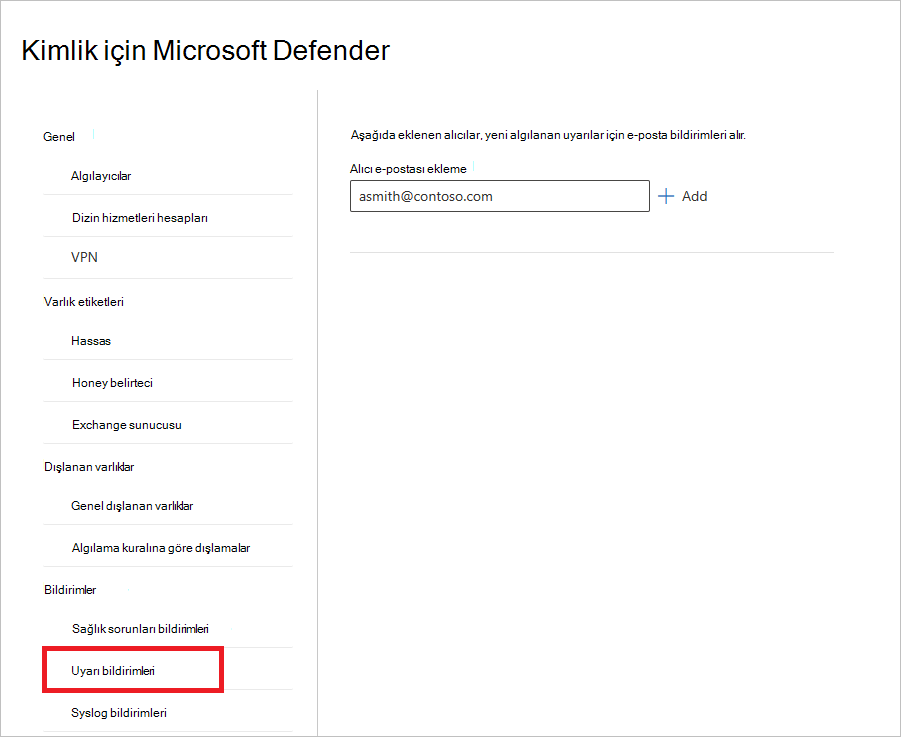 Kimlik için Microsoft Defender
Genel
Algılayıcılar
Dizin hizmetleri hesapları
VPN
Varlık etiketleri
Hassas
Honey belirteci
Exchange sunucusu
Dışlanan varlıklar
Genel dışlanan varlıklar
Algılama kuralına göre dışlamalar
Bildirimler
Sağlık sorunları bildirimleri
Uyarı bildirimleri
Syslog bildirimleri
Aşağıda eklenen alıcılar, yeni algılanan uyarılar için e-posta bildirimleri alır.
Alıcı e-postası ekleme
asmith@contoso.com
Add